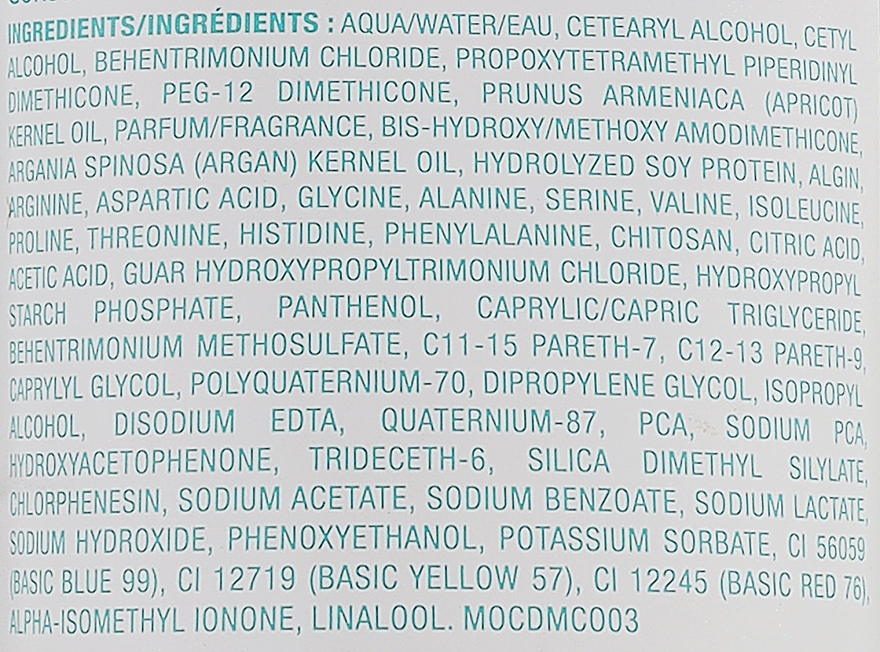 INGREDIENTS/INGRÉDIENTS : AQUA/WATER/EAU, CETEARYL ALCOHOL, CETYL
ALCOHOL, BEHENTRIMONIUM CHLORIDE, PROPOXYTETRAMETHYL PIPERIDINYL
DIMETHICONE, PEG-12 DIMETHICONE, PRUNUS ARMENIACA (APRICOT)
KERNEL OIL, PARFUM/FRAGRANCE, BIS-HYDROXY/METHOXY AMODIMETHICONE,
ARGANIA SPINOSA (ARGAN) KERNEL OIL, HYDROLYZED SOY PROTEIN, ALGIN,
ARGININE, ASPARTIC ACID, GLYCINE, ALANINE, SERINE, VALINE, ISOLEUCINE,
PROLINE, THREONINE, HISTIDINE, PHENYLALANINE, CHITOSAN, CITRIC ACID,
ACETIC ACID, GUAR HYDROXYPROPYLTRIMONIUM CHLORIDE, HYDROXYPROPYL
STARCH PHOSPHATE, PANTHENOL, CAPRYLIC/CAPRIC TRIGLYCERIDE,
BEHENTRIMONIUM METHOSULFATE, C11-15 PARETH-7, C12-13 PARETH-9,
CAPRYLYL GLYCOL, POLYQUATERNIUM-70, DIPROPYLENE GLYCOL, ISOPROPYL
ALCOHOL, DISODIUM EDTA, QUATERNIUM-87, PCA, SODIUM PCA,
HYDROXYACETOPHENONE, TRIDECETH-6, SILICA DIMETHYL SILYLATE,
CHLORPHENESIN, SODIUM ACETATE, SODIUM BENZOATE, SODIUM LACTATE,
SODIUM HYDROXIDE, PHENOXYETHANOL, POTASSIUM SORBATE, CI 56059
(BASIC BLUE 99), CI 12719 (BASIC YELLOW 57), CI 12245 (BASIC RED 76),
ALPHA-ISOMETHYL IONONE, LINALOOL. MOCDMC003